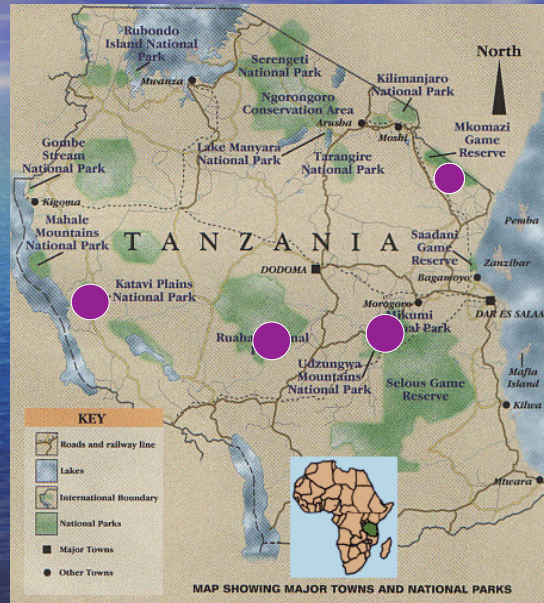 Rubondo
Island National
Park
Mwanza
Serengeti
National Park
North
Ngorongoro
Conservation Area
Kilimanjaro
National Park
Arusha
Moshi
Gombe
Stream
National Park
Lake Manyara
National Park
Tarangire
National Park
Mkomazi
Game
Reserve
Kigoma
Mahale
Mountains
National Park
TANZANIA
Pemba
Saadani
Game
Reserve
Zanzibar
DODOMA
Bagamoyo
Katavi Plains
National Park
Morogoro
DAR ES SALAA
Mikumi
Park
Udzungwa
Mountains
National Park
Selous Game
Reserve
Mafia
Island
Kilwa
Mtwara
KEY
Roads and railway line
Lakes
International Boundary
National Parks
Major Towns
Other Towns
MAP SHOWING MAJOR TOWNS AND NATIONAL PARKS